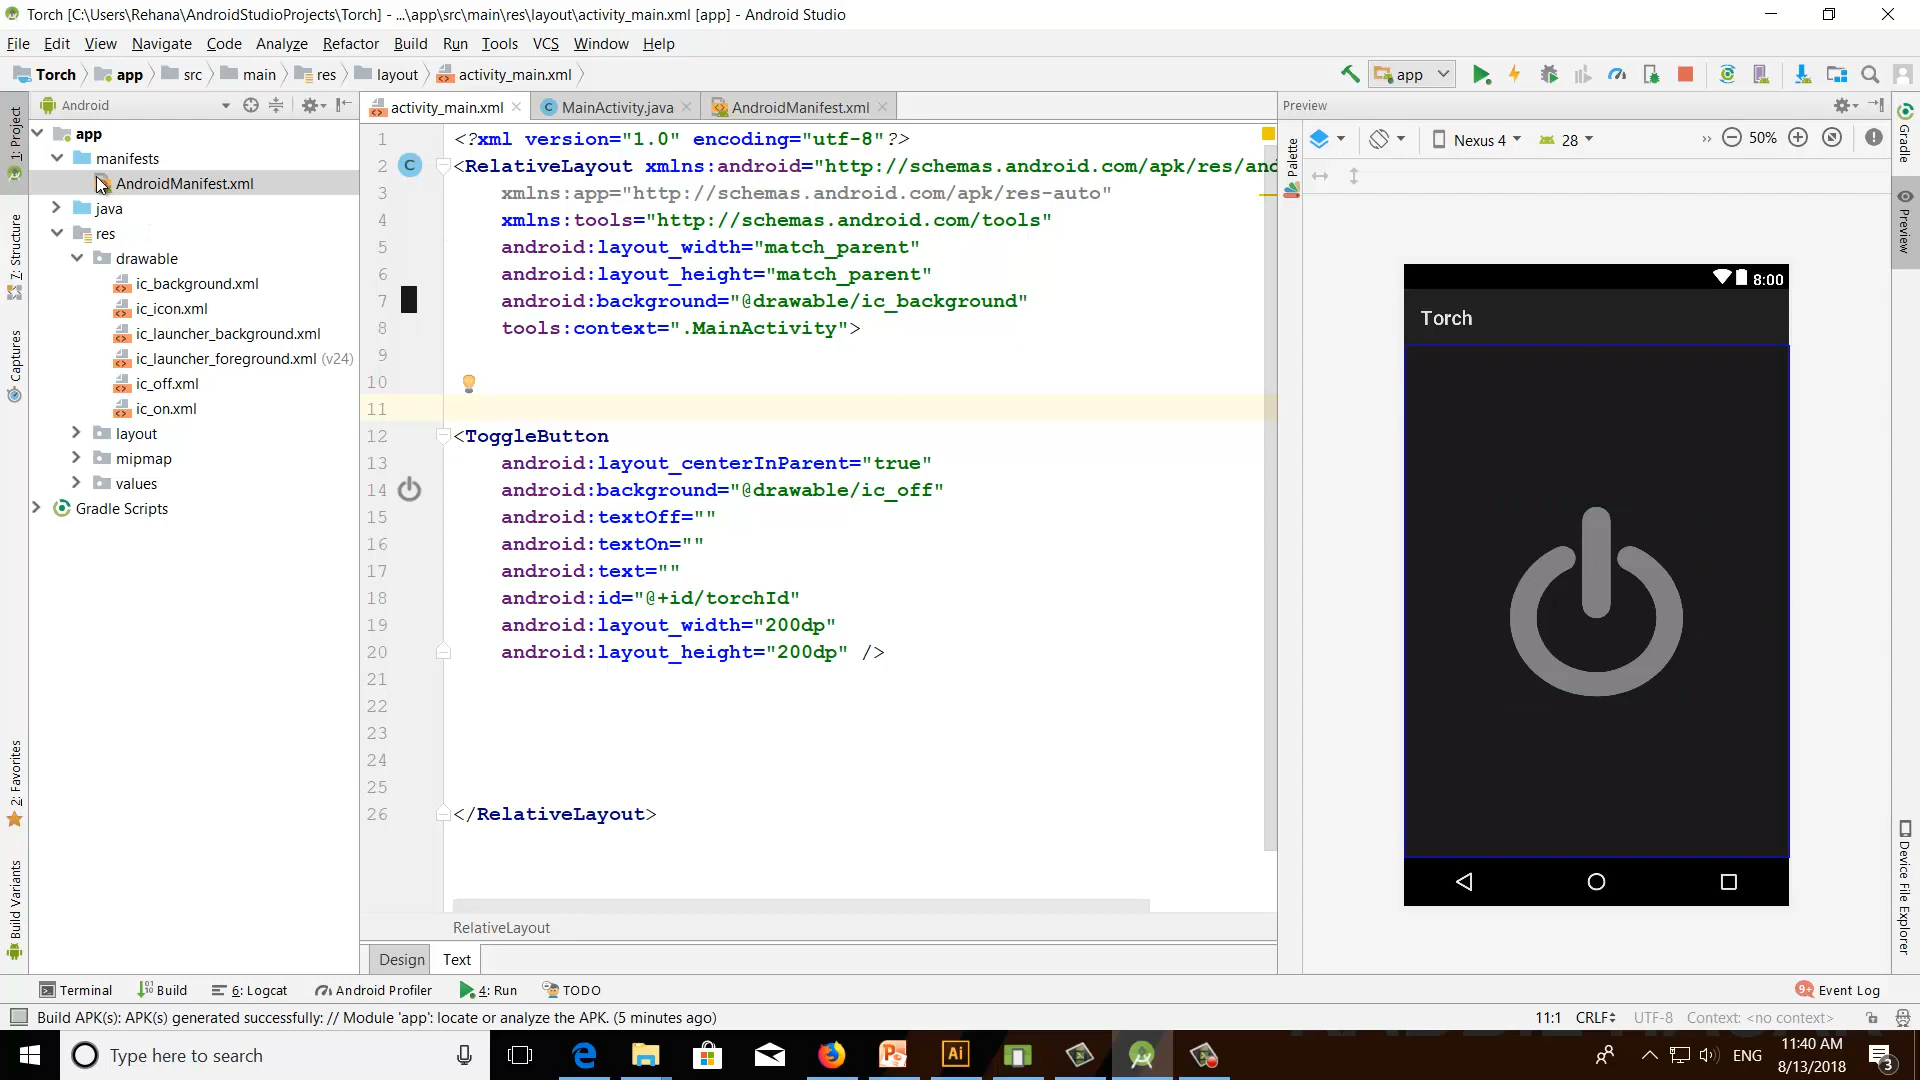 Torch [C:\Users\Rehana\AndroidStudioProjects\Torch] - ...\app\src\main\res\layout\activity_main.xml [app] - Android Studio
File Edit View Navigate Code Analyze Refactor Build Run Tools VCS Window Help
Torch app src main res layout activity_main.xml app
Android
activity_main.xml MainActivity.java AndroidManifest.xml
Preview
1: Project
7: Structure
Captures
2: Favorites
Build Variants
app
manifests
AndroidManifest.xml
java
res
drawable
ic_background.xml
ic_icon.xml
ic_launcher_background.xml
ic_launcher_foreground.xml (v24)
ic_off.xml
ic_on.xml
layout
mipmap
values
Gradle Scripts
1 <?xml version="1.0" encoding="utf-8"?>
2 <RelativeLayout xmlns:android="http://schemas.android.com/apk/res/and
3 xmlns:app="http://schemas.android.com/apk/res-auto"
4 xmlns:tools="http://schemas.android.com/tools"
5 android:layout_width="match_parent"
6 android:layout_height="match_parent"
7 android:background="@drawable/ic_background"
8 tools:context=".MainActivity">
9
10
11
12 <ToggleButton
13 android:layout_centerInParent="true"
14 android:background="@drawable/ic_off"
15 android:textOff=""
16 android:textOn=""
17 android:text=""
18 android:id="@+id/torchId"
19 android:layout_width="200dp"
20 android:layout_height="200dp" />
21
22
23
24
25
26 </RelativeLayout>
RelativeLayout
Design Text
Palette
Nexus 4 28 50%
8:00
Torch
Gradle
Preview
Device File Explorer
Terminal Build 6: Logcat Android Profiler 4: Run TODO 9+ Event Log
Build APK(s): APK(s) generated successfully: // Module 'app': locate or analyze the APK. (5 minutes ago) 11:1 CRLF UTF-8 Context: <no context>
Type here to search
ENG
11:40 AM
8/13/2018
3